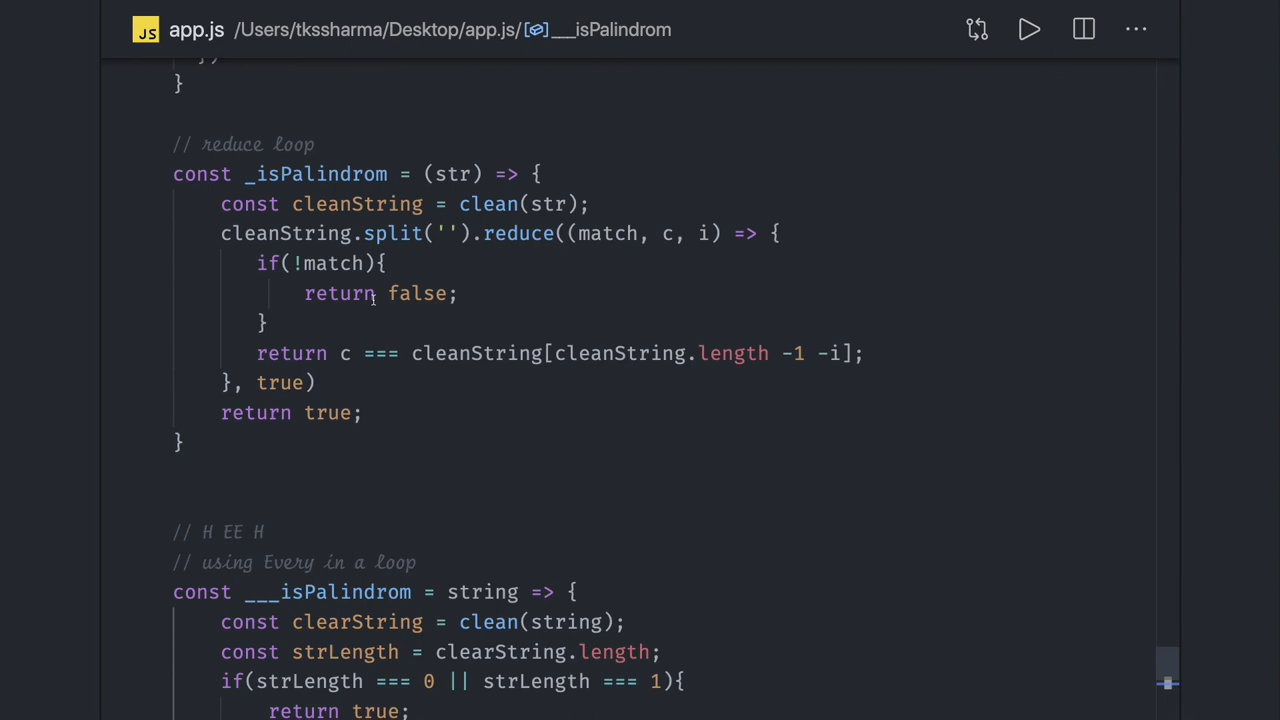 JS app.js /Users/tkssharma/Desktop/app.js/___isPalindrom
})
}
// reduce loop
const _isPalindrom = (str) => {
const cleanString = clean(str);
cleanString.split('').reduce((match, c, i) => {
if(!match){
return false;
}
return c === cleanString[cleanString.length -1 -i];
}, true)
return true;
}
// H EE H
// using Every in a loop
const ___isPalindrom = string => {
const clearString = clean(string);
const strLength = clearString.length;
if(strLength === 0 || strLength === 1){
return true;